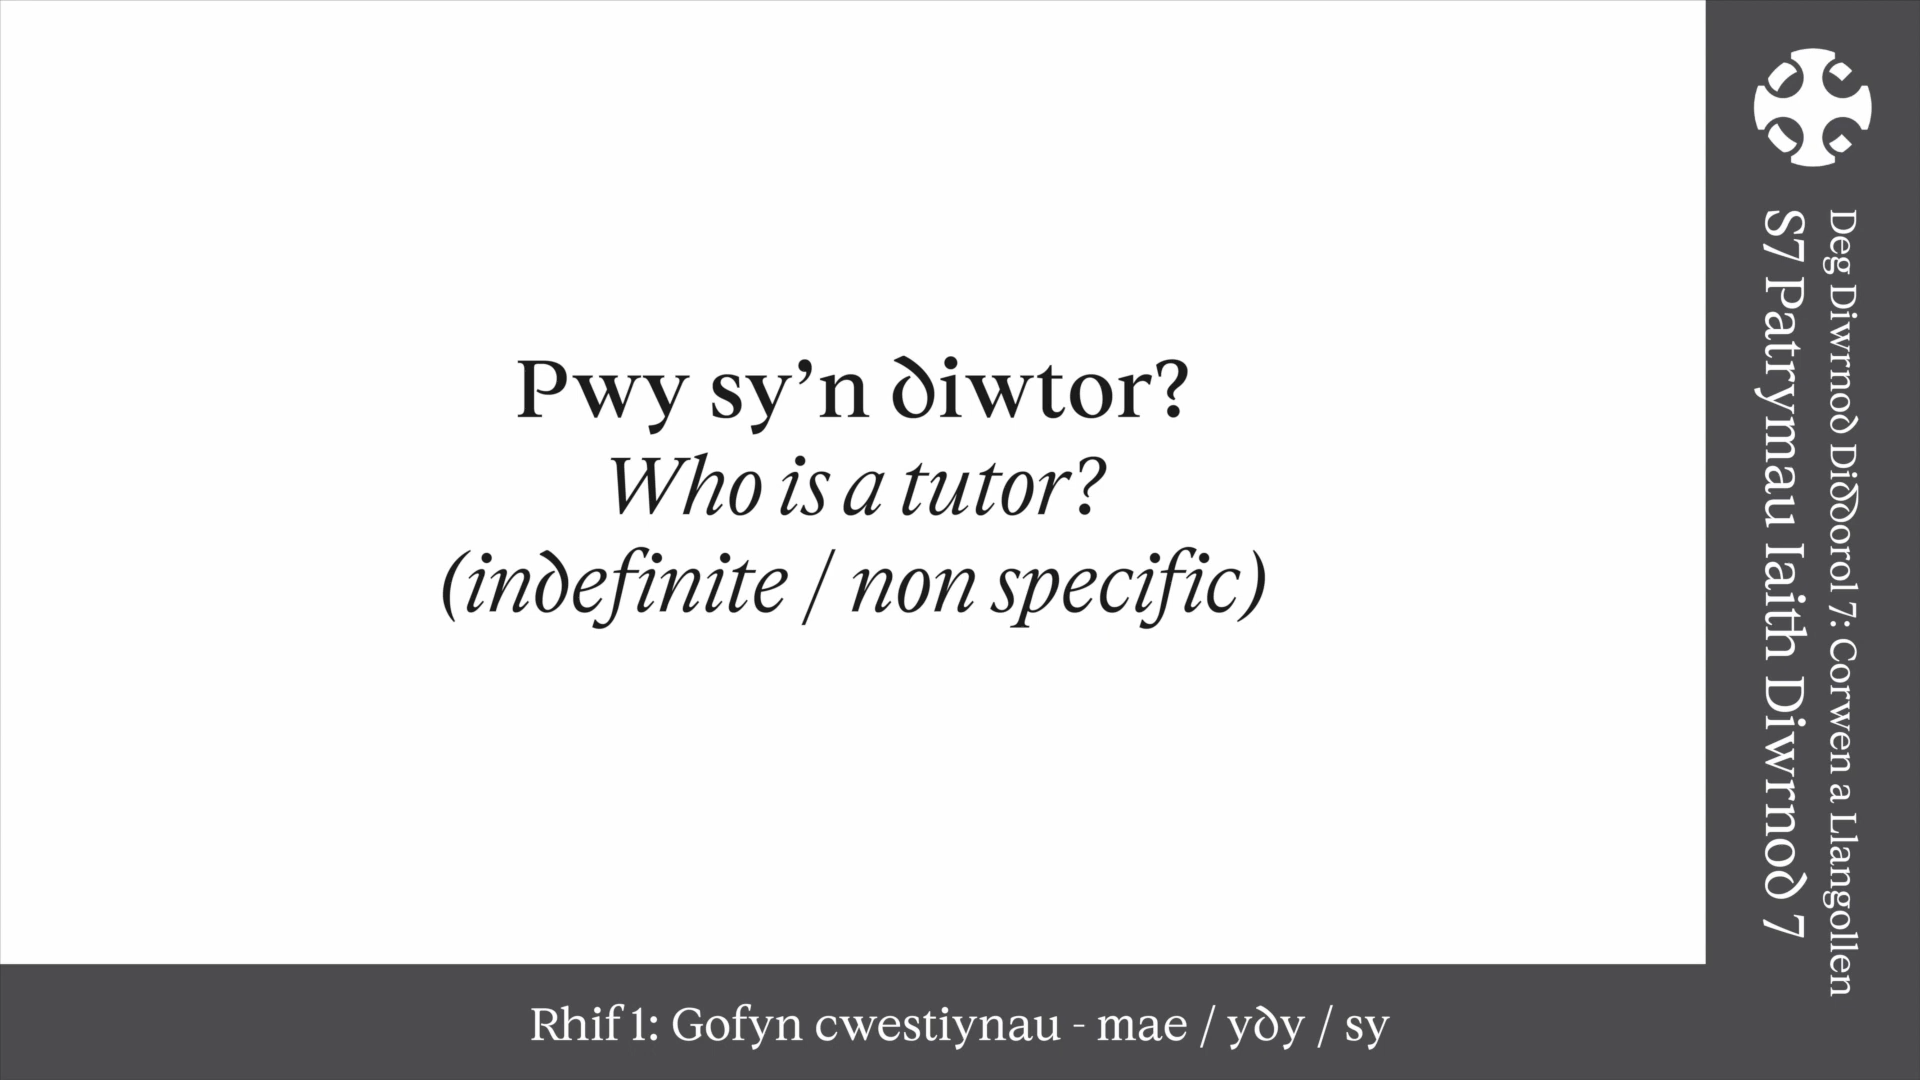 Pwy sy’n diwtor?
Who is a tutor?
(indefinite / non specific)
Deg Diwrnod Diddorol 7: Corwen a Llangollen
S7 Patrymau Iaith Diwrnod 7
Rhif 1: Gofyn cwestiynau - mae / ydy / sy